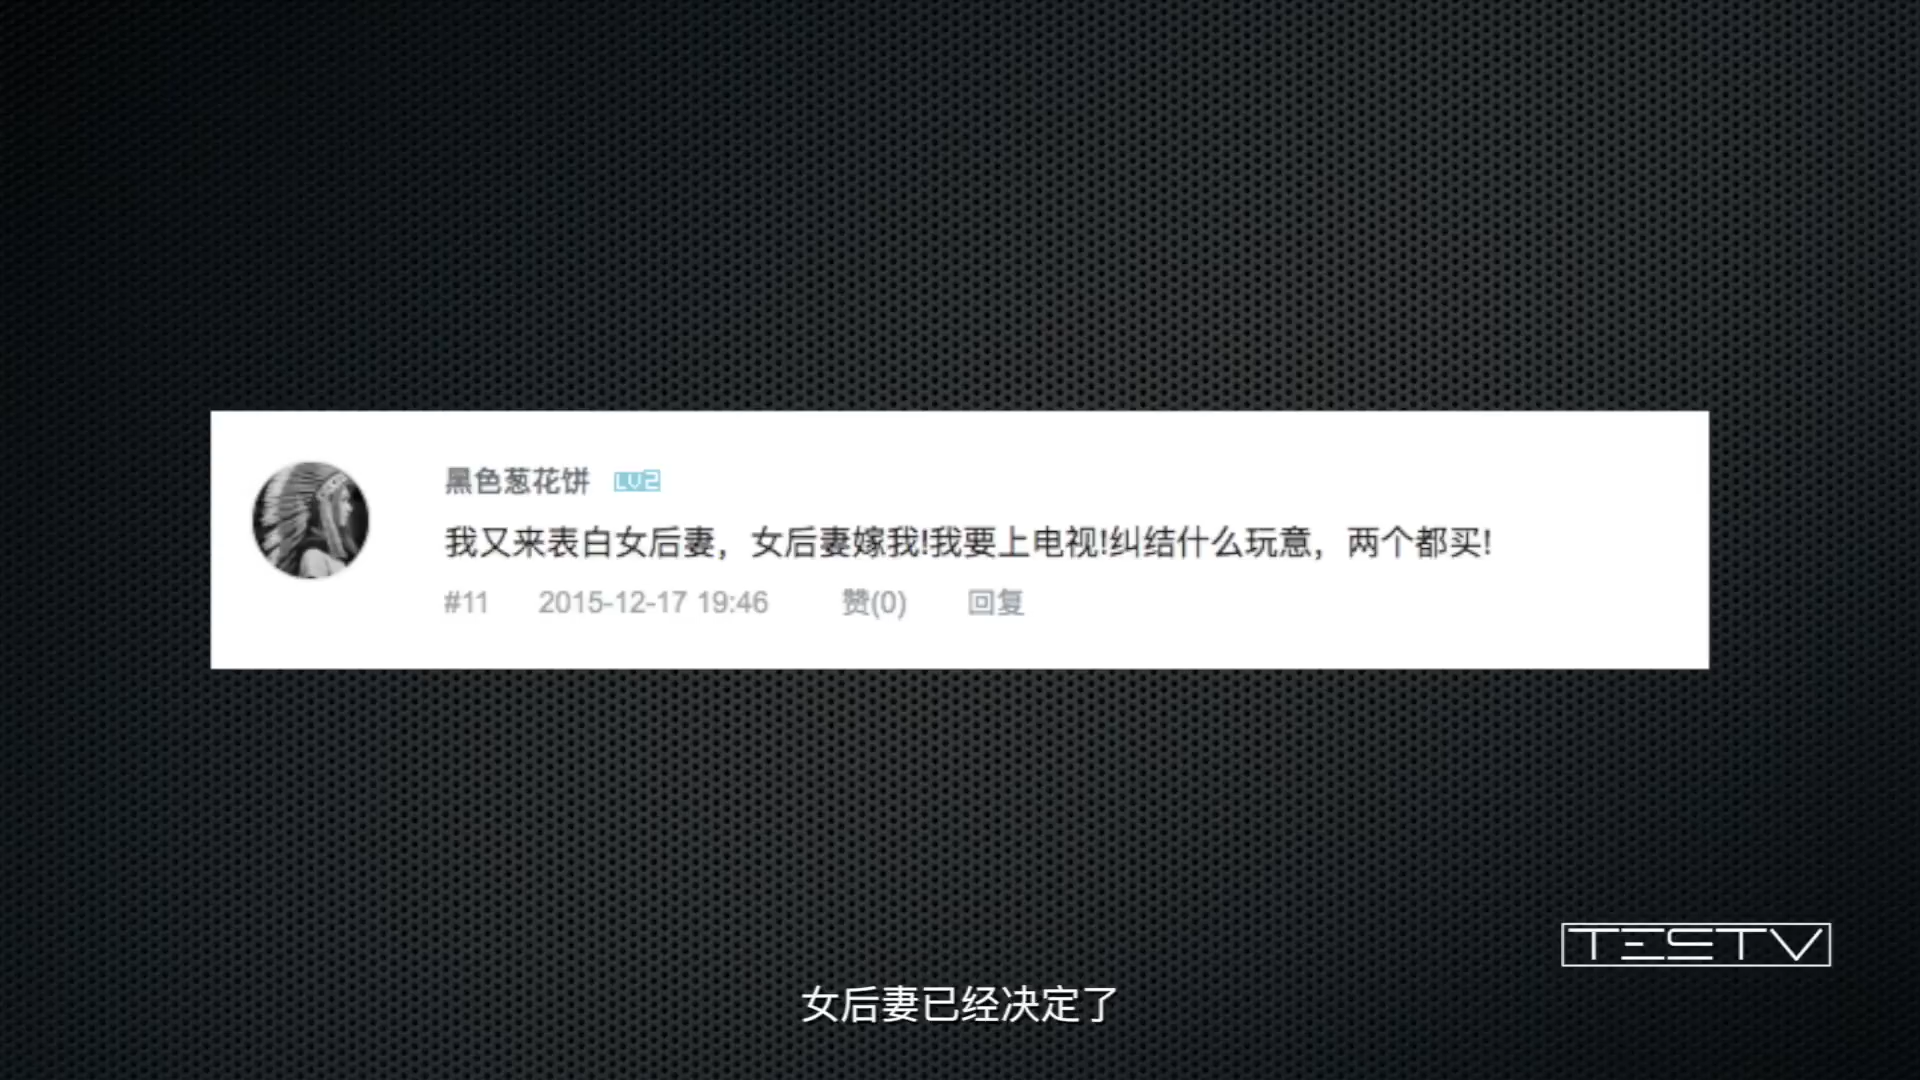 黑色葱花饼 LV2
我又来表白女后妻，女后妻嫁我!我要上电视!纠结什么玩意，两个都买!
#11 2015-12-17 19:46 赞(0) 回复
TESTV
女后妻已经决定了